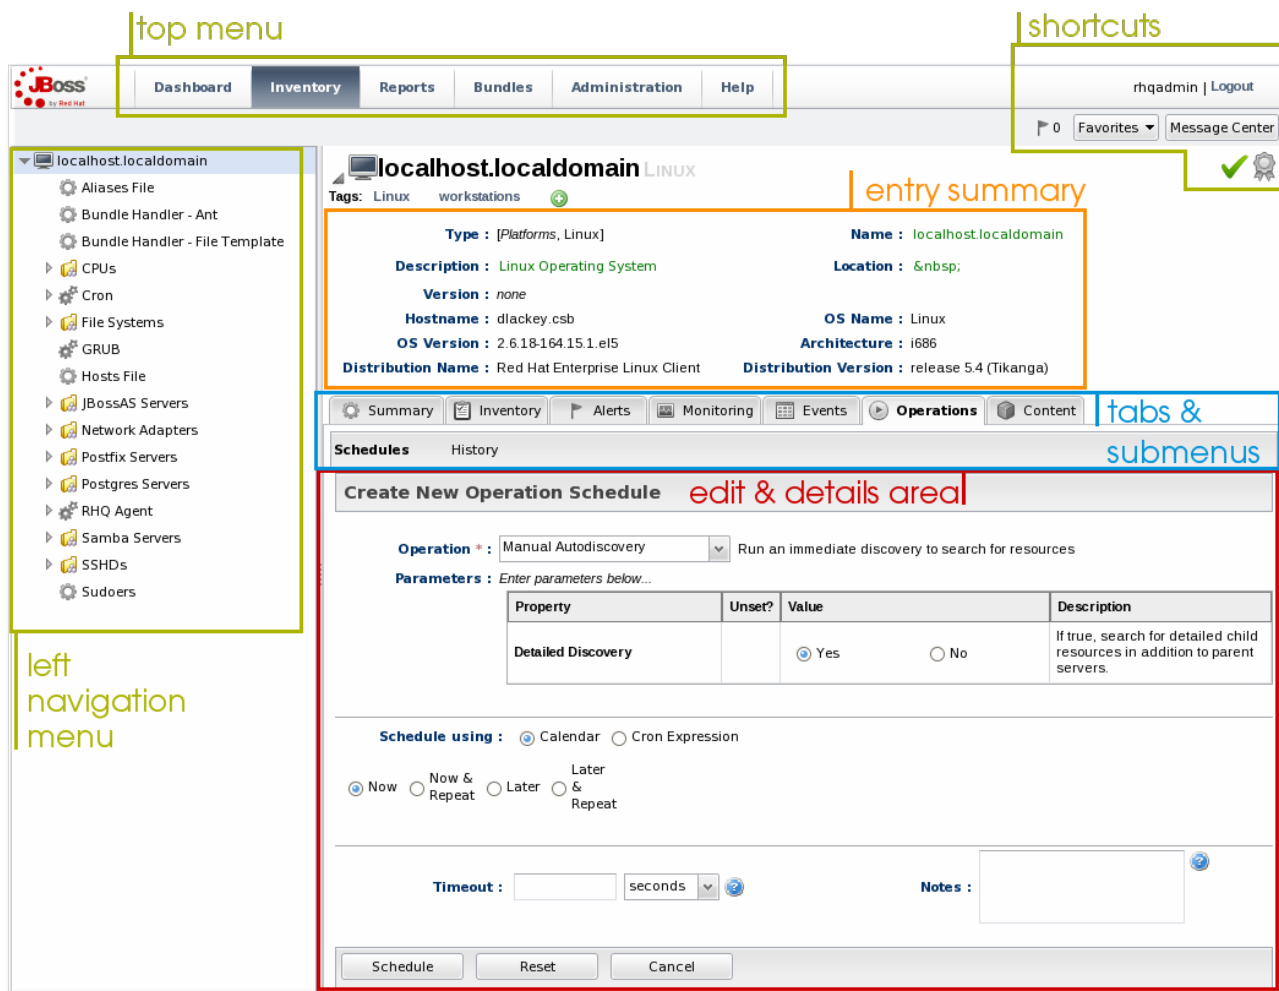 top menu
shortcuts
JBoss
by Red Hat
Dashboard Inventory Reports Bundles Administration Help
rhqadmin | Logout
0 Favorites Message Center
localhost.localdomain
Aliases File
Bundle Handler - Ant
Bundle Handler - File Template
CPUs
Cron
File Systems
GRUB
Hosts File
JBossAS Servers
Network Adapters
Postfix Servers
Postgres Servers
RHQ Agent
Samba Servers
SSHDs
Sudoers
left
navigation
menu
localhost.localdomain LINUX
Tags: Linux workstations
entry summary
Type : [Platforms, Linux] Name : localhost.localdomain
Description : Linux Operating System Location : &nbsp;
Version : none
Hostname : dlackey.csb OS Name : Linux
OS Version : 2.6.18-164.15.1.el5 Architecture : i686
Distribution Name : Red Hat Enterprise Linux Client Distribution Version : release 5.4 (Tikanga)
Summary Inventory Alerts Monitoring Events Operations Content
tabs &
submenus
Schedules History
Create New Operation Schedule
edit & details area
Operation * : Manual Autodiscovery Run an immediate discovery to search for resources
Parameters : Enter parameters below...
Property Unset? Value Description
Detailed Discovery Yes No
If true, search for detailed child
resources in addition to parent
servers.
Schedule using : Calendar Cron Expression
Now
Now &
Repeat
Later
Later
&
Repeat
Timeout : seconds Notes :
Schedule Reset Cancel